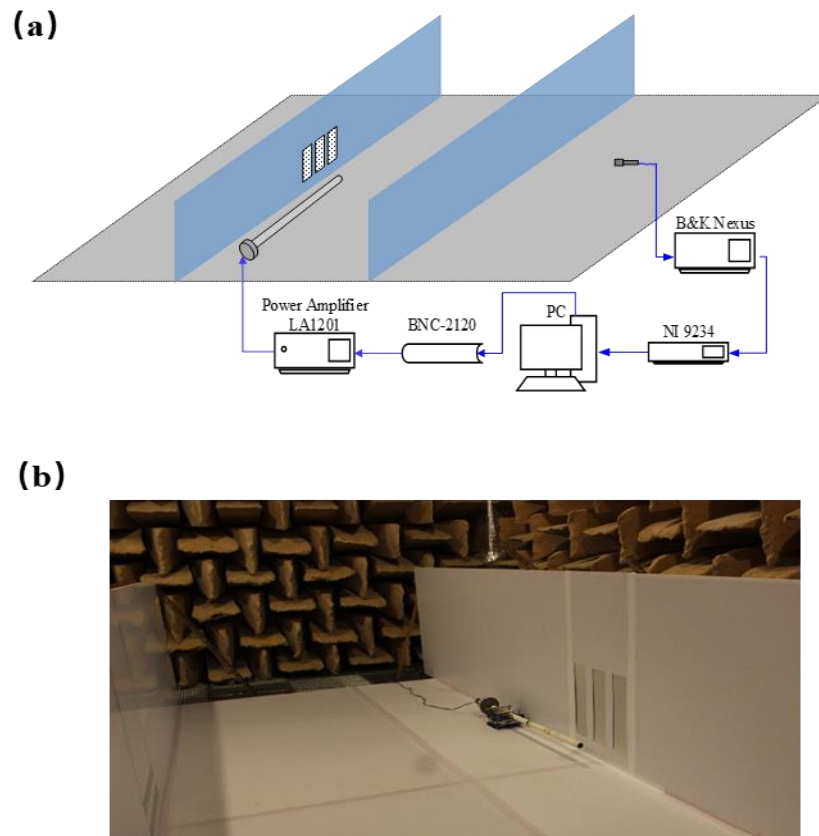 (a)
B&K Nexus
Power Amplifier
LA1201
BNC-2120
PC
NI 9234
(b)